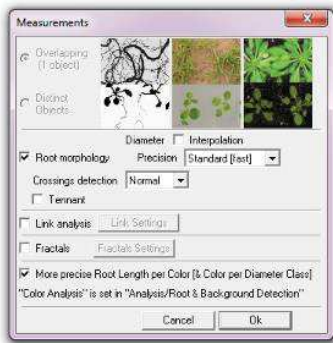 Measurements
Overlapping
(1 object)
Distinct
Objects
Diameter Interpolation
Root morphology Precision Standard [fast]
Crossings detection Normal
Tennant
Link analysis Link Settings
Fractals Fractals Settings
More precise Root Length per Color [& Color per Diameter Class]
"Color Analysis" is set in "Analysis/Root & Background Detection"
Cancel Ok